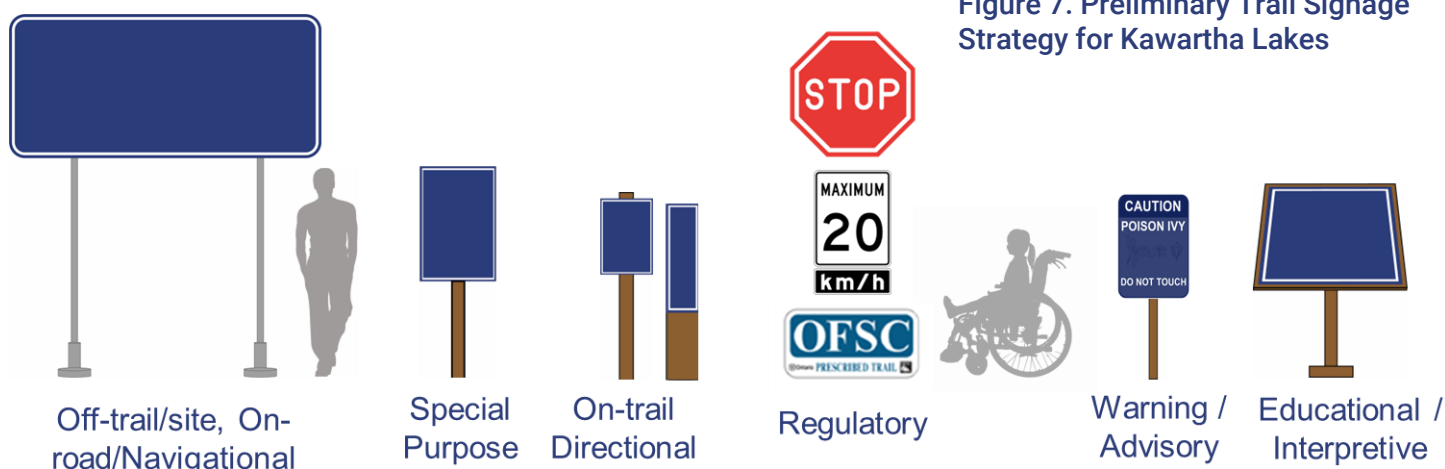 Figure 7. Preliminary Trail Signage
Strategy for Kawartha Lakes
STOP
MAXIMUM
20
km/h
OFSC
Ontario PRESCRIBED TRAIL
CAUTION
POISON IVY
DO NOT TOUCH
Off-trail/site, On-
road/Navigational
Special
Purpose
On-trail
Directional
Regulatory
Warning /
Advisory
Educational /
Interpretive